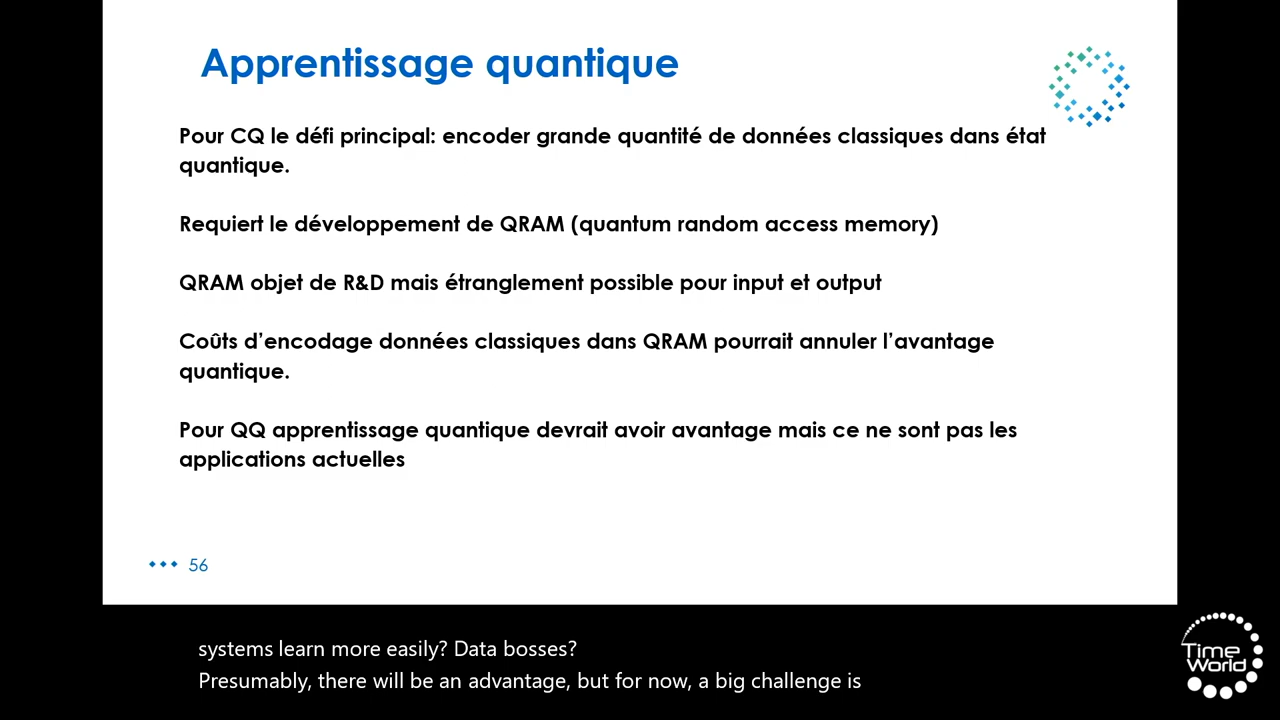 Apprentissage quantique
Pour CQ le défi principal: encoder grande quantité de données classiques dans état
quantique.
Requiert le développement de QRAM (quantum random access memory)
QRAM objet de R&D mais étranglement possible pour input et output
Coûts d’encodage données classiques dans QRAM pourrait annuler l’avantage
quantique.
Pour QQ apprentissage quantique devrait avoir avantage mais ce ne sont pas les
applications actuelles
56
systems learn more easily? Data bosses?
Presumably, there will be an advantage, but for now, a big challenge is
Time
World